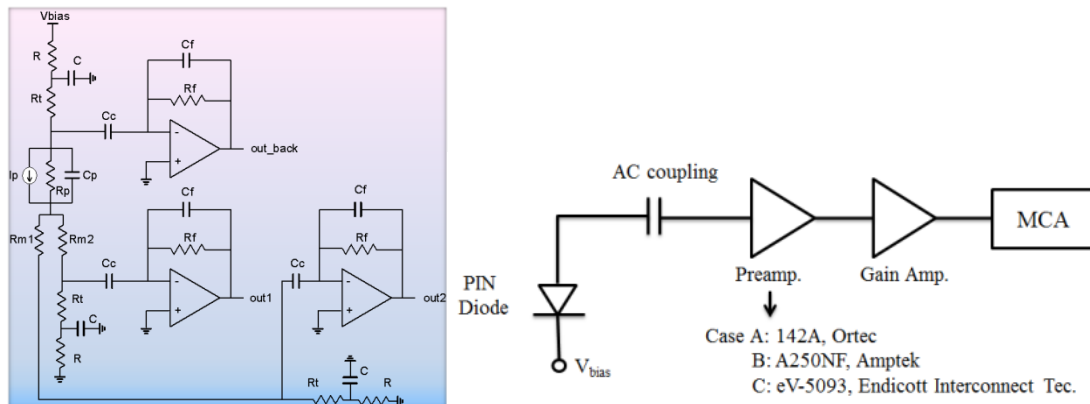 Vbias
R
C
Rt
Cf
Rf
Cc
-
+
out_back
Ip
Rp
Cp
Rm1
Rm2
Cf
Rf
Cc
-
+
out1
Rt
C
R
Cf
Rf
Cc
-
+
out2
Rt
C
R
AC coupling
MCA
PIN
Diode
Preamp.
Gain Amp.
Vbias
Case A: 142A, Ortec
B: A250NF, Amptek
C: eV-5093, Endicott Interconnect Tec.